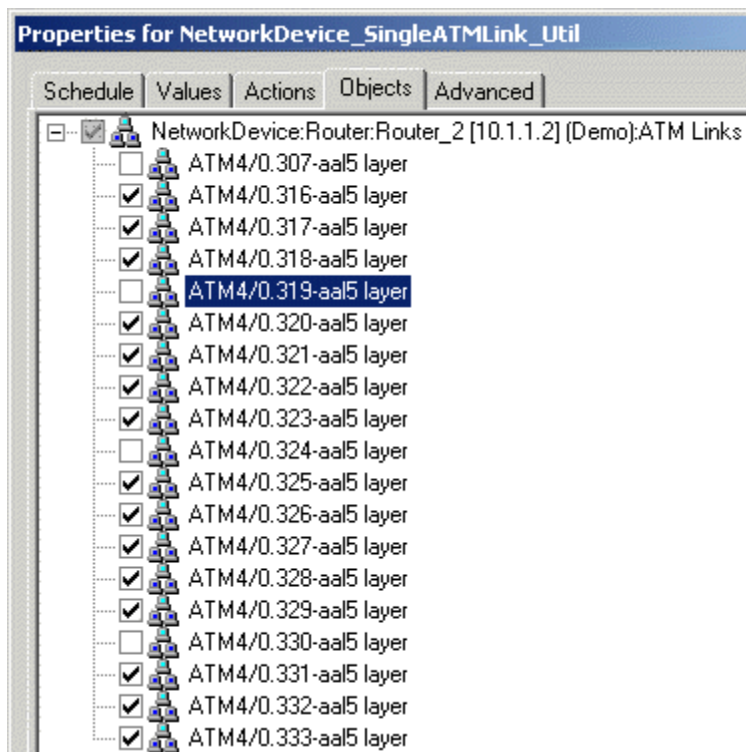 Properties for NetworkDevice_SingleATMLink_Util
Schedule Values Actions Objects Advanced
NetworkDevice:Router:Router_2 [10.1.1.2] (Demo):ATM Links
ATM4/0.307-aal5 layer
ATM4/0.316-aal5 layer
ATM4/0.317-aal5 layer
ATM4/0.318-aal5 layer
ATM4/0.319-aal5 layer
ATM4/0.320-aal5 layer
ATM4/0.321-aal5 layer
ATM4/0.322-aal5 layer
ATM4/0.323-aal5 layer
ATM4/0.324-aal5 layer
ATM4/0.325-aal5 layer
ATM4/0.326-aal5 layer
ATM4/0.327-aal5 layer
ATM4/0.328-aal5 layer
ATM4/0.329-aal5 layer
ATM4/0.330-aal5 layer
ATM4/0.331-aal5 layer
ATM4/0.332-aal5 layer
ATM4/0.333-aal5 layer